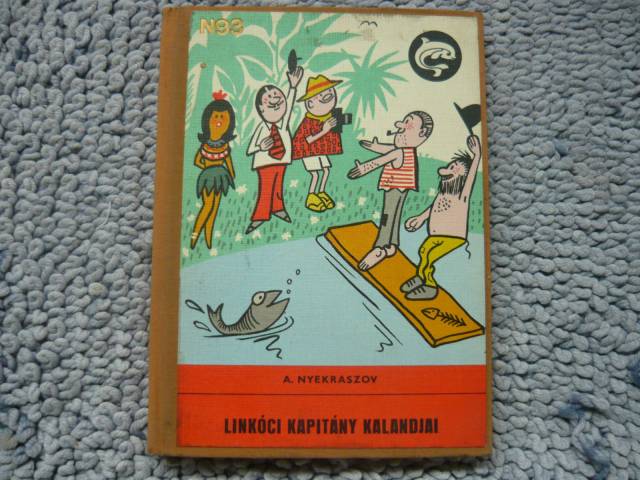 N93
A. NYEKRASZOV
LINKÓCI KAPITÁNY KALANDJAI